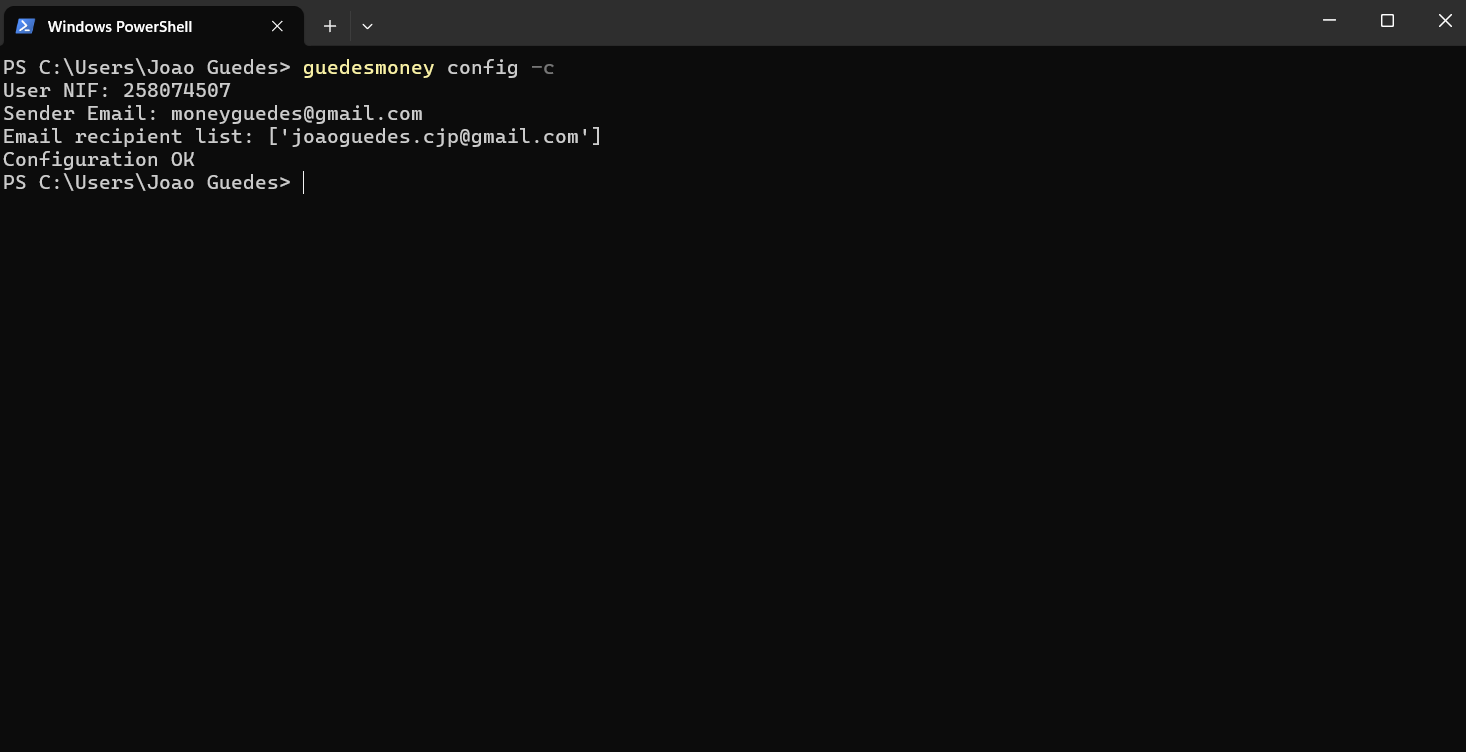 Windows PowerShell
PS C:\Users\Joao Guedes> guedesmoney config -c
User NIF: 258074507
Sender Email: moneyguedes@gmail.com
Email recipient list: ['joaoguedes.cjp@gmail.com']
Configuration OK
PS C:\Users\Joao Guedes>